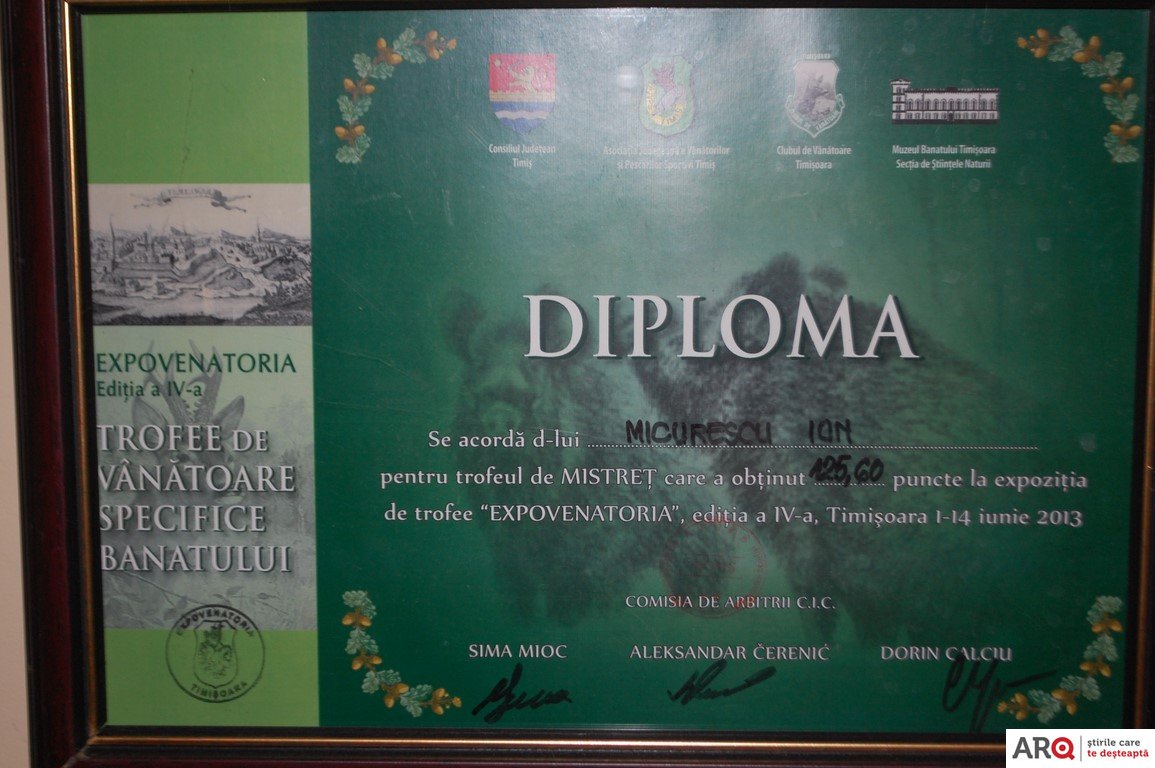 Consiliul Județean
Timiș
Asociația Județeană a Vânătorilor
și Pescarilor Sportivi Timiș
TIMIȘOARA
Clubul de Vânătoare
Timișoara
Muzeul Banatului Timișoara
Secția de Științele Naturii
EXPOVENATORIA
Ediția a IV-a
TROFEE DE
VÂNĂTOARE
SPECIFICE
BANATULUI
EXPOVENATORIA
TIMIȘOARA
DIPLOMA
Se acordă d-lui MICURESCU ION
pentru trofeul de MISTREȚ care a obținut 125,60 puncte la expoziția
de trofee “EXPOVENATORIA”, ediția a IV-a, Timișoara 1-14 iunie 2013
COMISIA DE ARBITRII C.I.C.
SIMA MIOC ALEKSANDAR ČERENIĆ DORIN CALCIU
ARQ știrile care
te deșteaptă